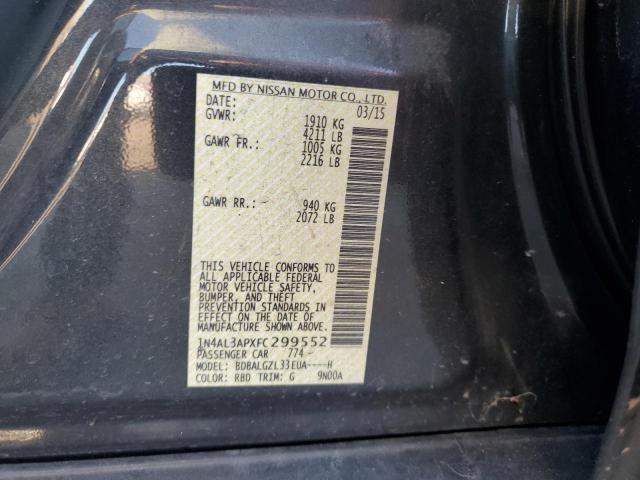 MFD BY NISSAN MOTOR CO., LTD.
DATE: 03/15
GVWR: 1910 KG
4211 LB
GAWR FR.: 1005 KG
2216 LB
GAWR RR.: 940 KG
2072 LB
THIS VEHICLE CONFORMS TO
ALL APPLICABLE FEDERAL
MOTOR VEHICLE SAFETY,
BUMPER, AND THEFT
PREVENTION STANDARDS IN
EFFECT ON THE DATE OF
MANUFACTURE SHOWN ABOVE.
1N4AL3APXFC299552
PASSENGER CAR 774-
MODEL: BDBALGZL33EUA----H
COLOR: RBD TRIM: G 9N00A